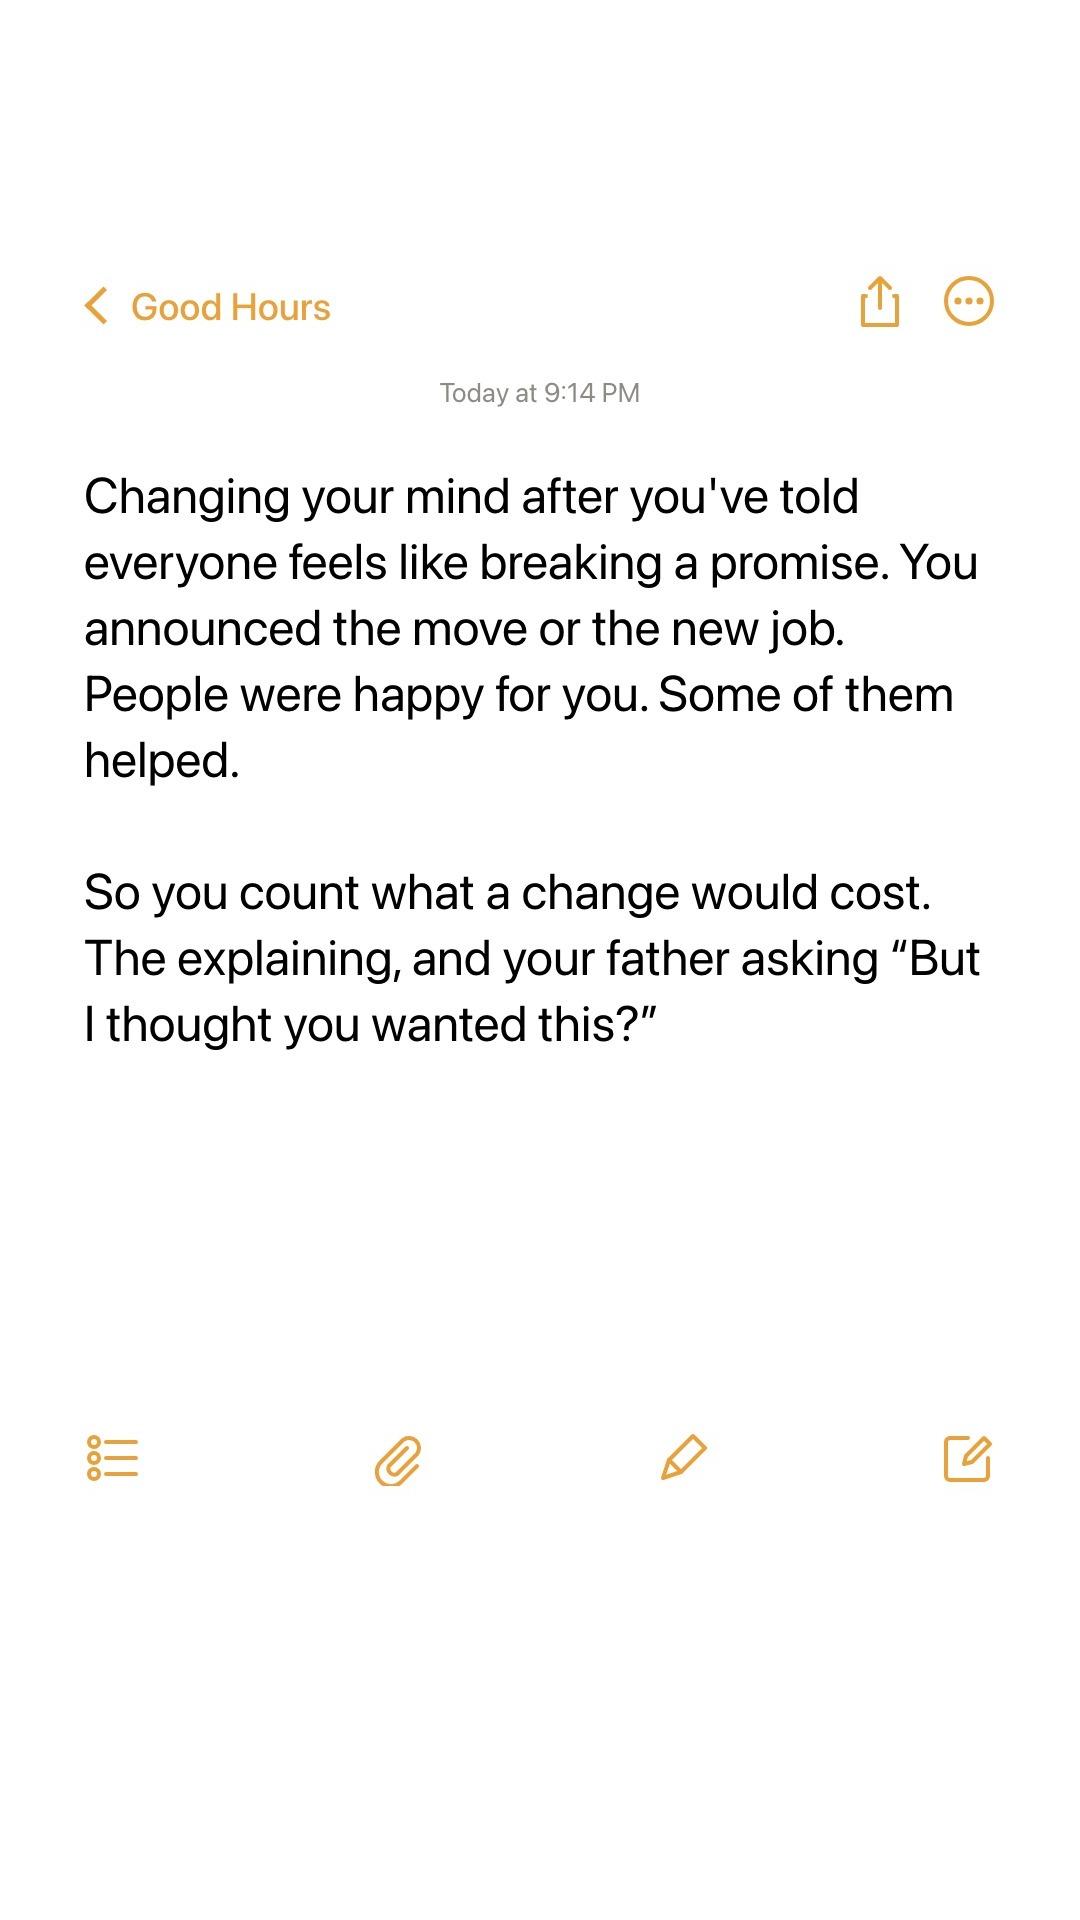 Good Hours
Today at 9:14 PM
Changing your mind after you've told
everyone feels like breaking a promise. You
announced the move or the new job.
People were happy for you. Some of them
helped.
So you count what a change would cost.
The explaining, and your father asking “But
I thought you wanted this?”